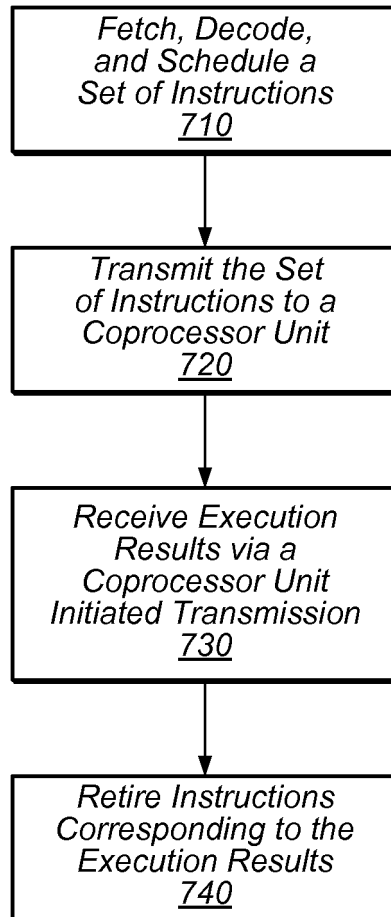 Fetch, Decode,
and Schedule a
Set of Instructions
710
Transmit the Set
of Instructions to a
Coprocessor Unit
720
Receive Execution
Results via a
Coprocessor Unit
Initiated Transmission
730
Retire Instructions
Corresponding to the
Execution Results
740